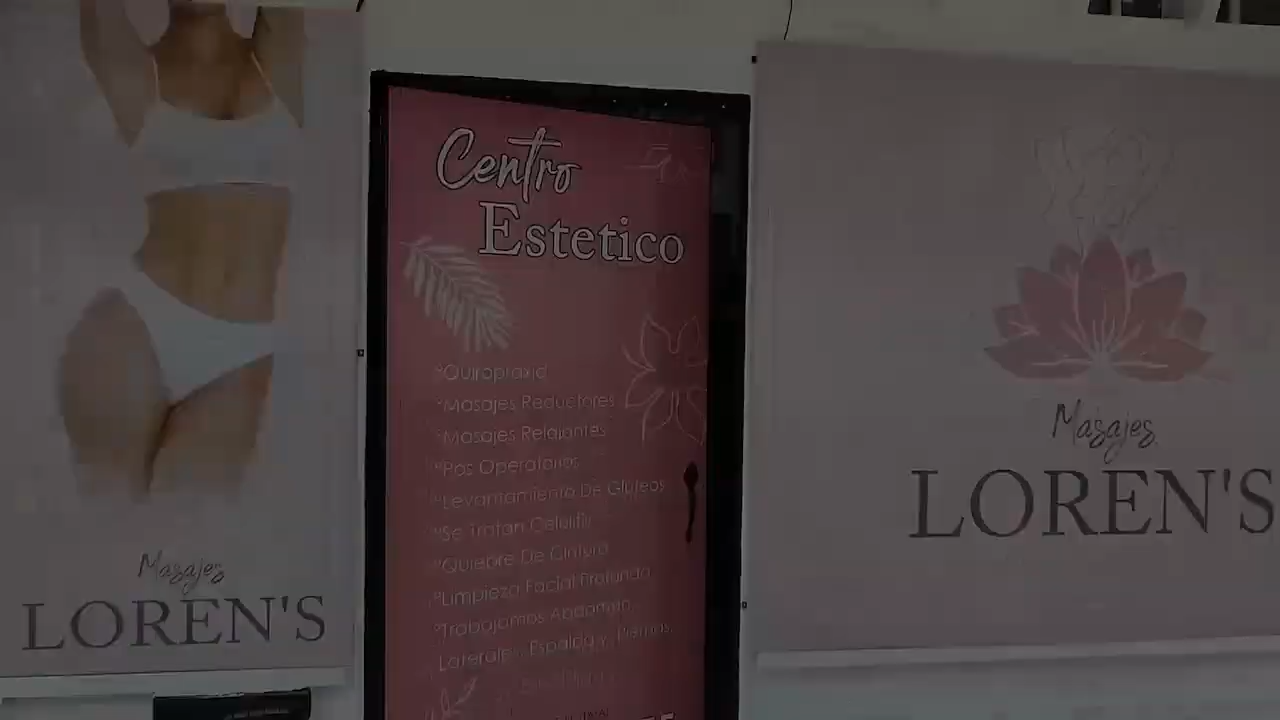 Centro
Estetico
*Quiropraxia
*Masajes Reductores
*Masajes Relajantes
*Pos Operatorios
*Levantamiento De Gluteos
*Se Tratan Celulitis
*Quiebre De Cintura
*Limpieza Facial Profunda
*Trabajamos Abdomen,
Laterales, Espalda y Piernas
Masajes
LOREN'S
Masajes
LOREN'S